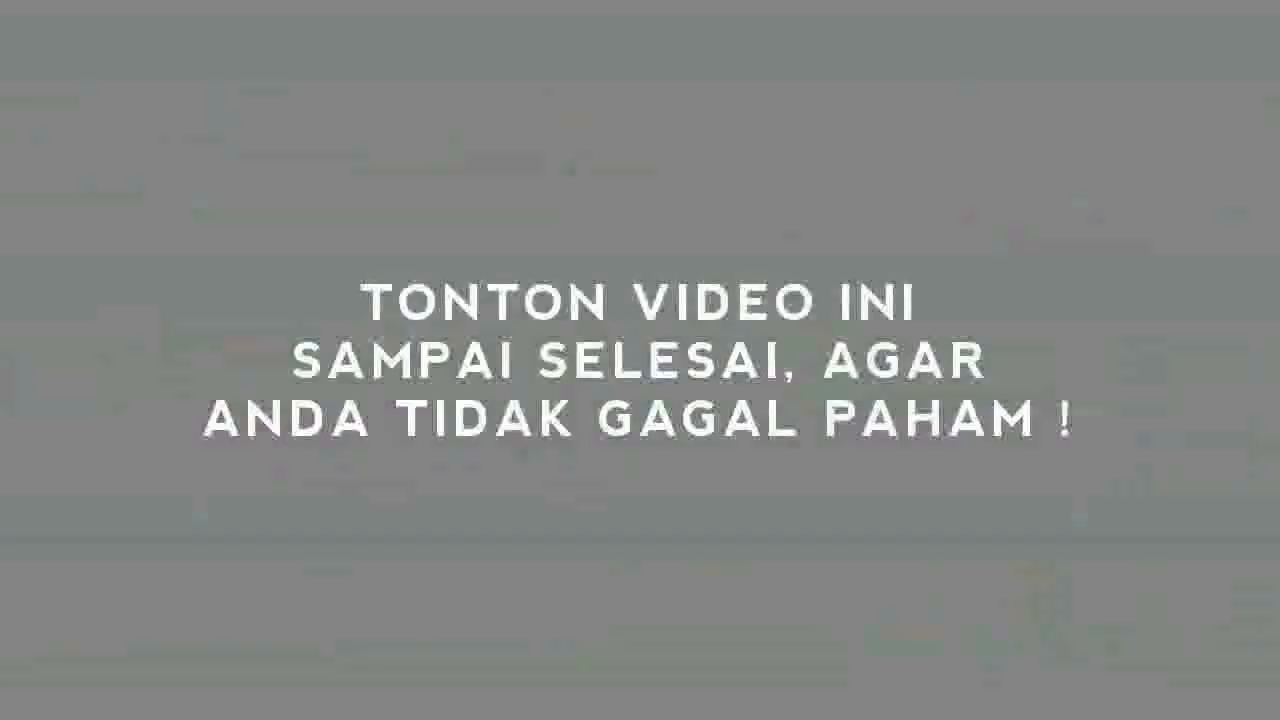 TONTON VIDEO INI
SAMPAI SELESAI, AGAR
ANDA TIDAK GAGAL PAHAM !